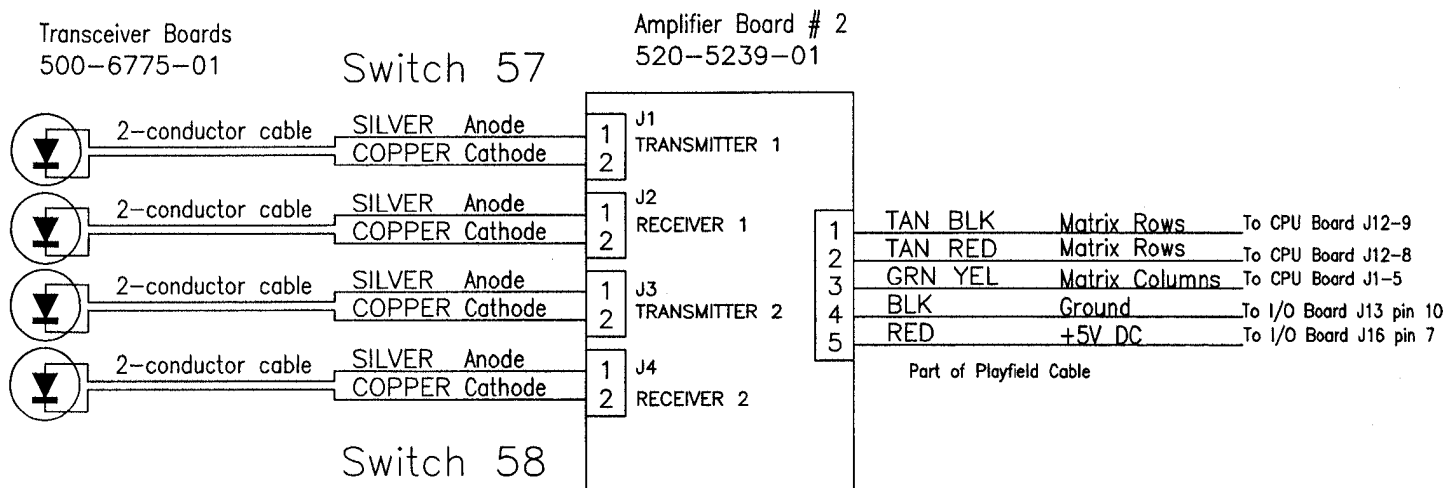 Transceiver Boards
500-6775-01
Switch 57
Amplifier Board # 2
520-5239-01
2-conductor cable SILVER Anode 1 J1
COPPER Cathode 2 TRANSMITTER 1
2-conductor cable SILVER Anode 1 J2
COPPER Cathode 2 RECEIVER 1
2-conductor cable SILVER Anode 1 J3
COPPER Cathode 2 TRANSMITTER 2
2-conductor cable SILVER Anode 1 J4
COPPER Cathode 2 RECEIVER 2
Switch 58
1 TAN BLK Matrix Rows To CPU Board J12-9
2 TAN RED Matrix Rows To CPU Board J12-8
3 GRN YEL Matrix Columns To CPU Board J1-5
4 BLK Ground To I/O Board J13 pin 10
5 RED +5V DC To I/O Board J16 pin 7
Part of Playfield Cable